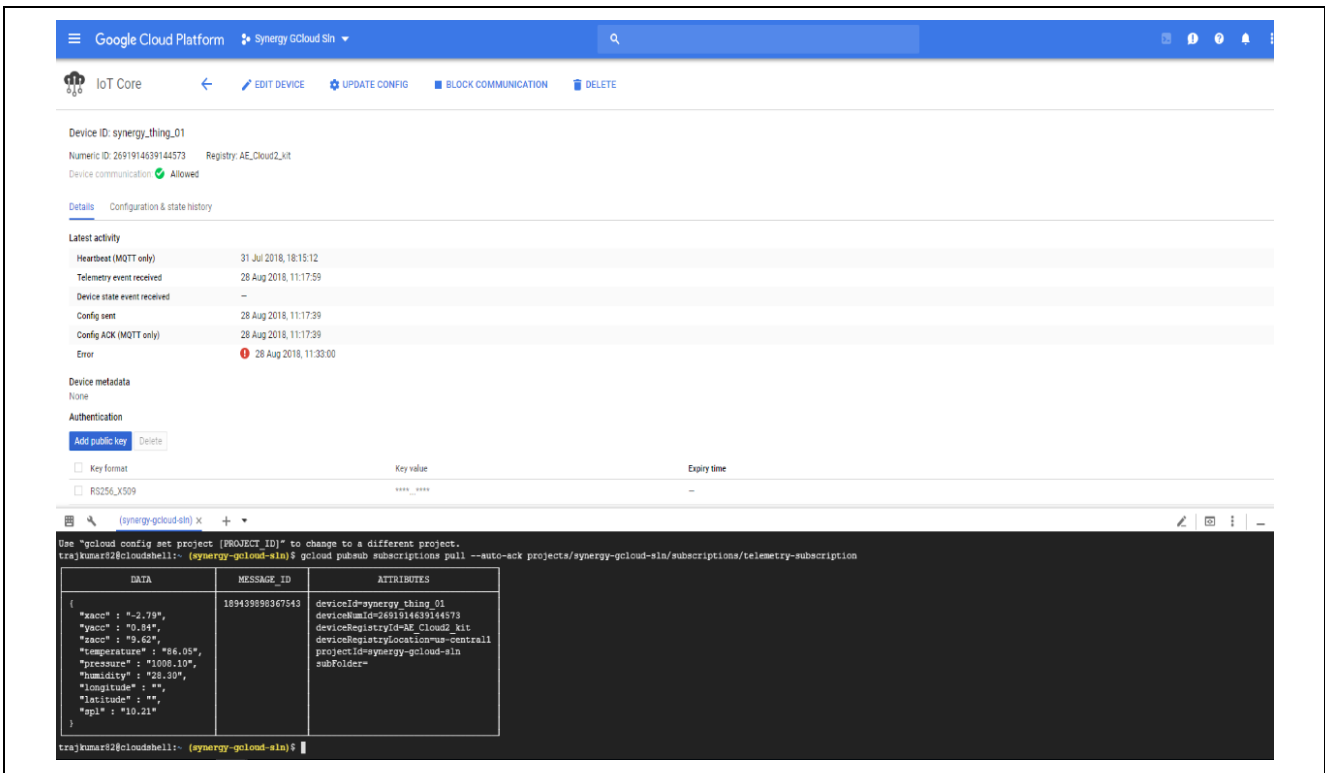 Google Cloud Platform Synergy GCloud Sln
IoT Core EDIT DEVICE UPDATE CONFIG BLOCK COMMUNICATION DELETE
Device ID: synergy_thing_01
Numeric ID: 2691914639144573 Registry: AE_Cloud2_kit
Device communication: Allowed
Details Configuration & state history
Latest activity
Heartbeat (MQTT only) 31 Jul 2018, 18:15:12
Telemetry event received 28 Aug 2018, 11:17:59
Device state event received —
Config sent 28 Aug 2018, 11:17:39
Config ACK (MQTT only) 28 Aug 2018, 11:17:39
Error 28 Aug 2018, 11:33:00
Device metadata
None
Authentication
Add public key Delete
Key format Key value Expiry time
RS256_X509 ****...**** —
(synergy-gcloud-sln) × + ▾
Use "gcloud config set project [PROJECT_ID]" to change to a different project.
trajkumar82@cloudshell:~ (synergy-gcloud-sln)$ gcloud pubsub subscriptions pull --auto-ack projects/synergy-gcloud-sln/subscriptions/telemetry-subscription
DATA MESSAGE_ID ATTRIBUTES
{ 189439898367543 deviceId=synergy_thing_01
"xacc" : "-2.79", deviceNumId=2691914639144573
"yacc" : "0.84", deviceRegistryId=AE_Cloud2_kit
"zacc" : "9.62", deviceRegistryLocation=us-central1
"temperature" : "86.05", projectId=synergy-gcloud-sln
"pressure" : "1008.10", subFolder=
"humidity" : "28.30",
"longitude" : "",
"latitude" : "",
"spl" : "10.21"
}
trajkumar82@cloudshell:~ (synergy-gcloud-sln)$